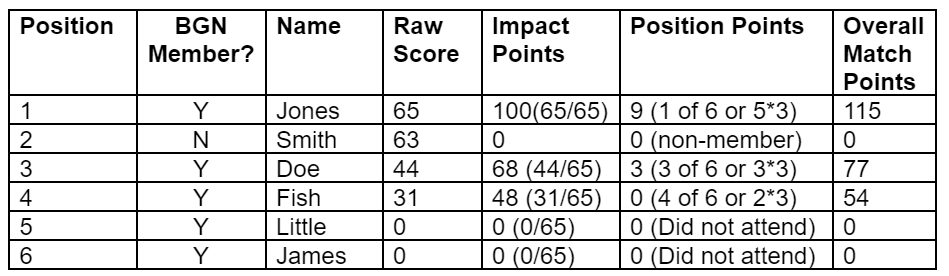 Position BGN Member? Name Raw Score Impact Points Position Points Overall Match Points
1 Y Jones 65 100(65/65) 9 (1 of 6 or 5*3) 115
2 N Smith 63 0 0 (non-member) 0
3 Y Doe 44 68 (44/65) 3 (3 of 6 or 3*3) 77
4 Y Fish 31 48 (31/65) 0 (4 of 6 or 2*3) 54
5 Y Little 0 0 (0/65) 0 (Did not attend) 0
6 Y James 0 0 (0/65) 0 (Did not attend) 0